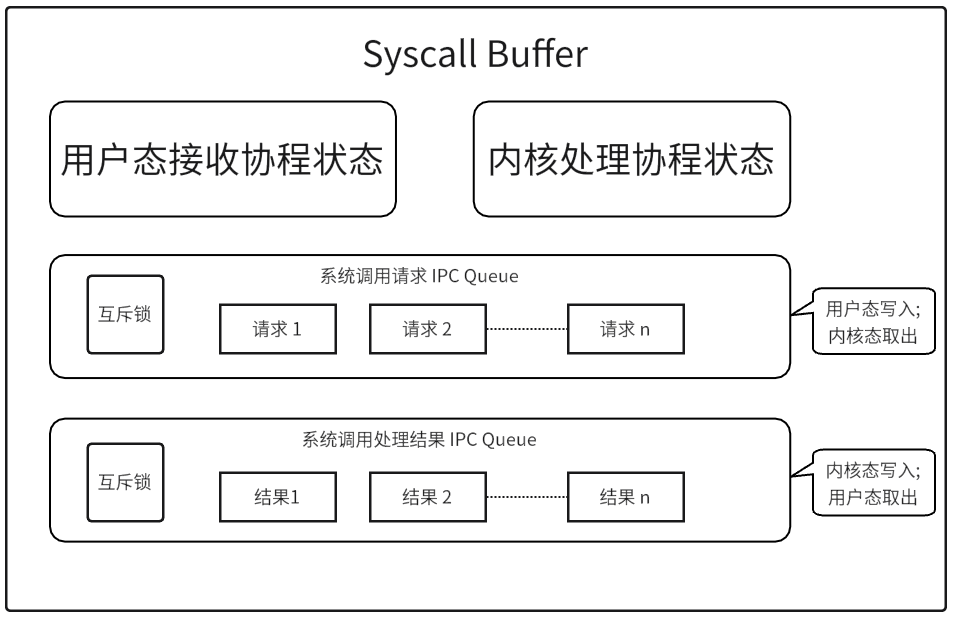 Syscall Buffer
用户态接收协程状态
内核处理协程状态
系统调用请求 IPC Queue
互斥锁
请求 1
请求 2
请求 n
用户态写入;
内核态取出
系统调用处理结果 IPC Queue
互斥锁
结果1
结果 2
结果 n
内核态写入;
用户态取出